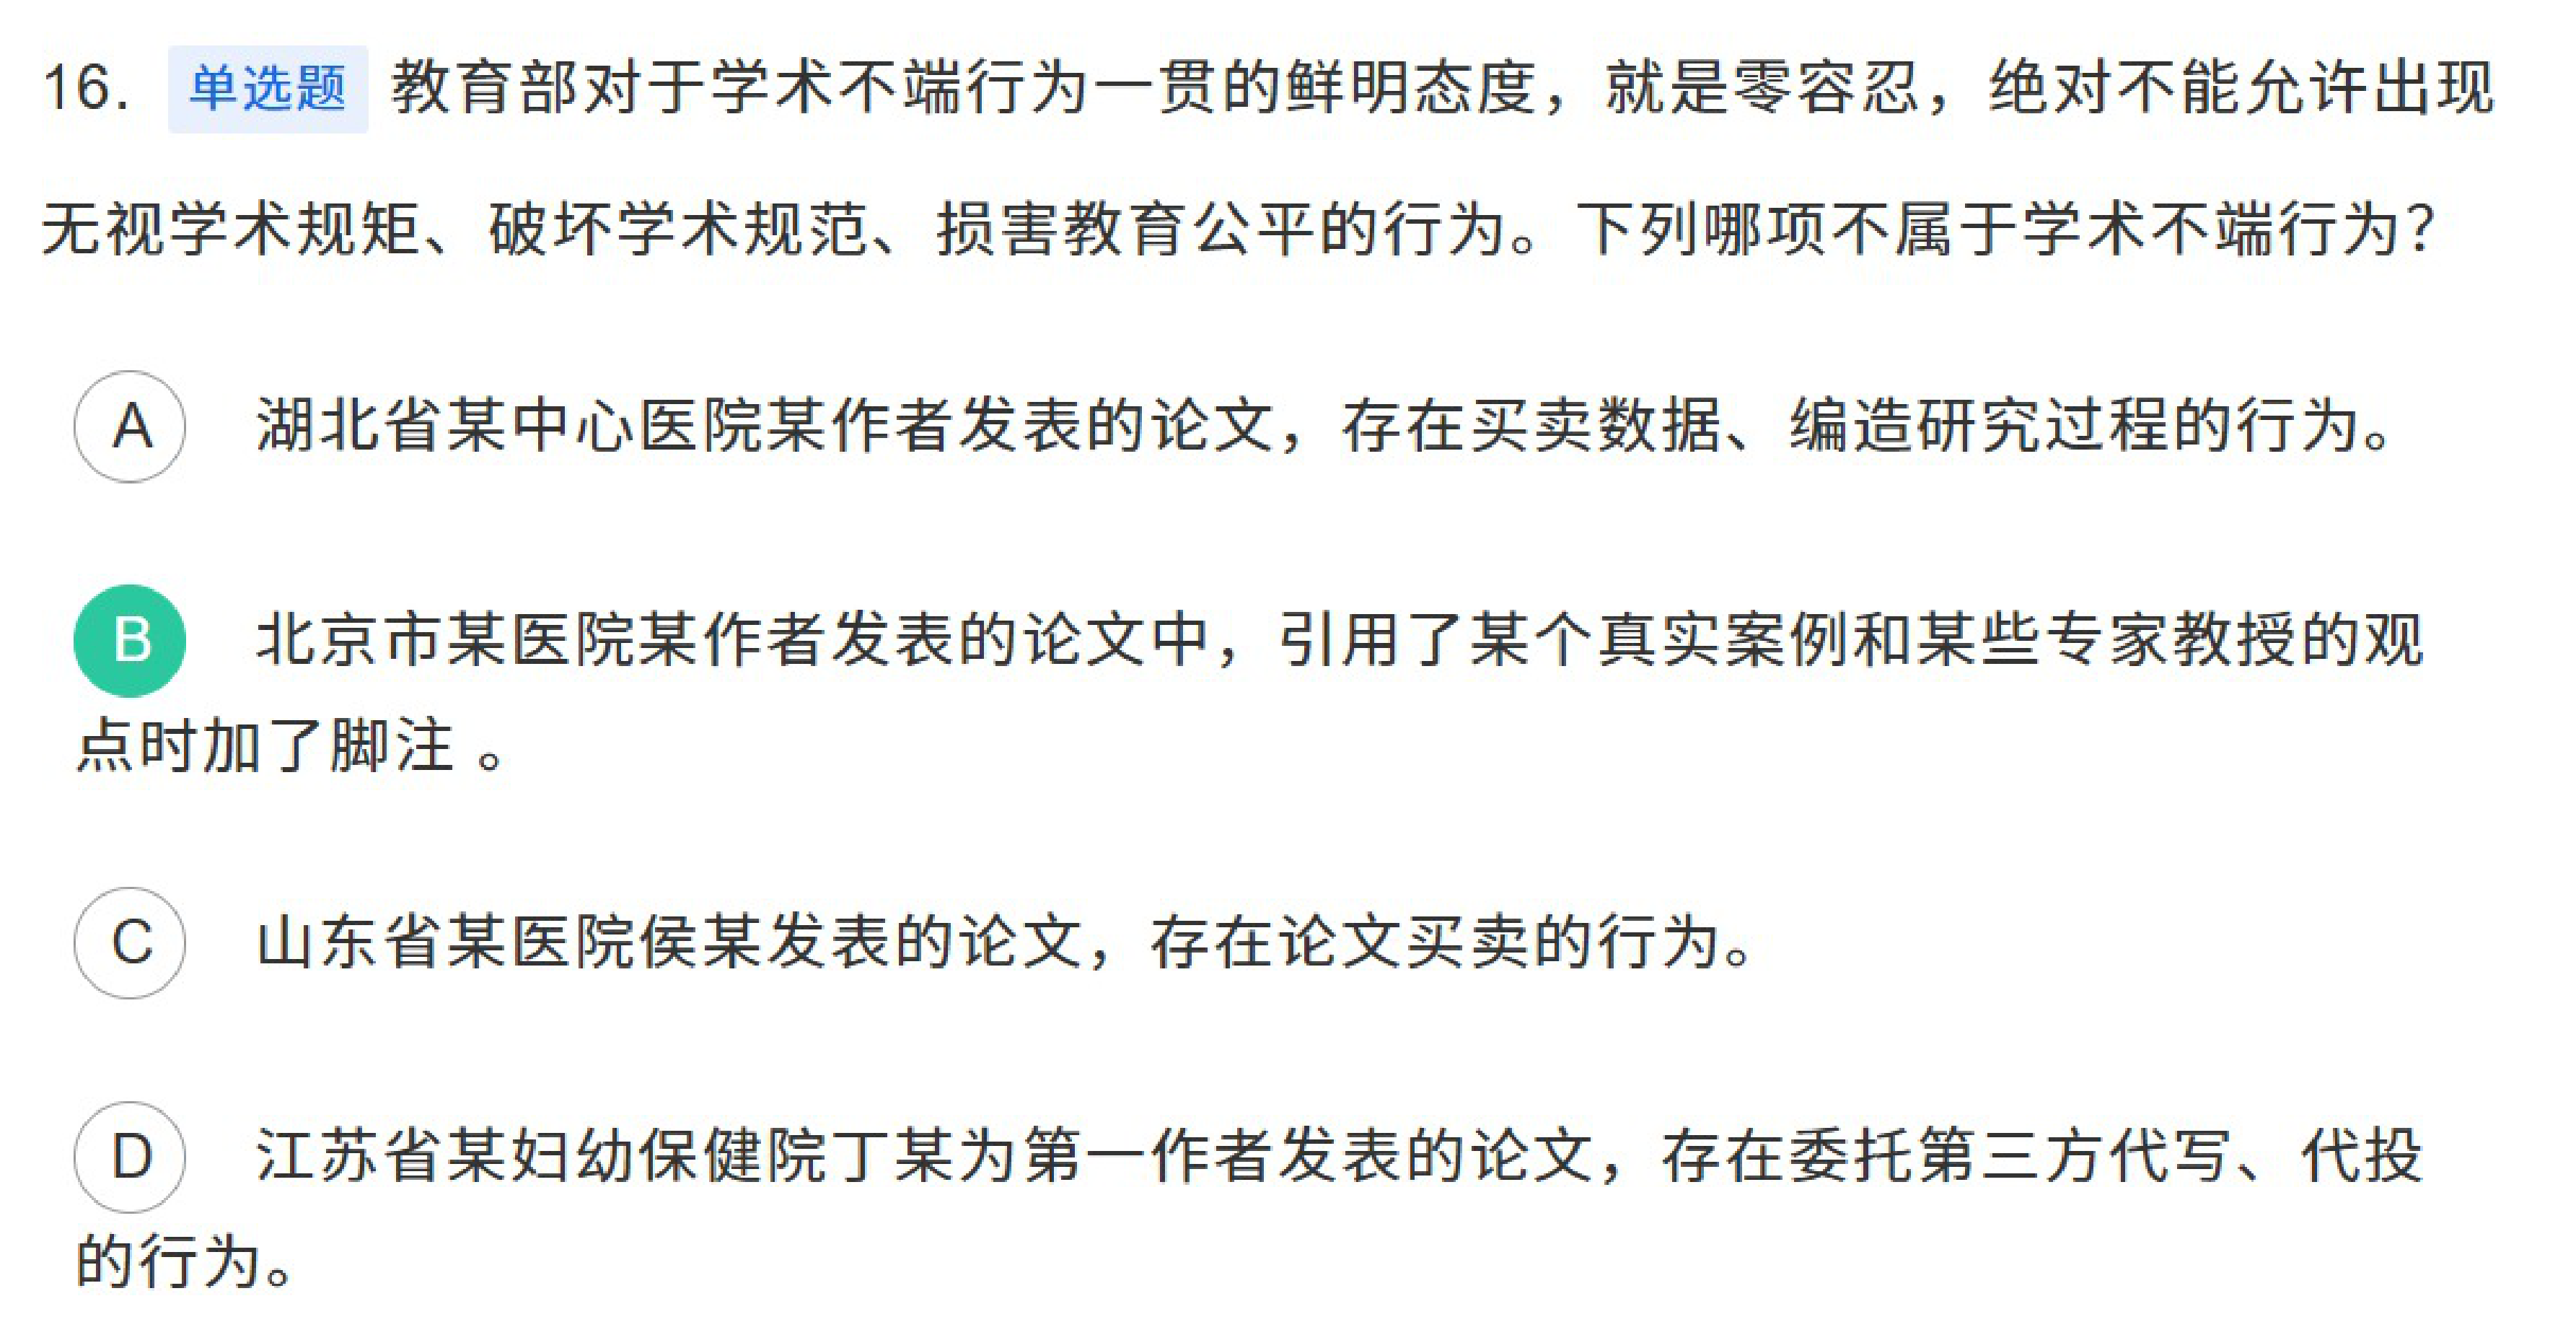 16. 单选题 教育部对于学术不端行为一贯的鲜明态度，就是零容忍，绝对不能允许出现
无视学术规矩、破坏学术规范、损害教育公平的行为。下列哪项不属于学术不端行为？
A 湖北省某中心医院某作者发表的论文，存在买卖数据、编造研究过程的行为。
B 北京市某医院某作者发表的论文中，引用了某个真实案例和某些专家教授的观
点时加了脚注 。
C 山东省某医院侯某发表的论文，存在论文买卖的行为。
D 江苏省某妇幼保健院丁某为第一作者发表的论文，存在委托第三方代写、代投
的行为。